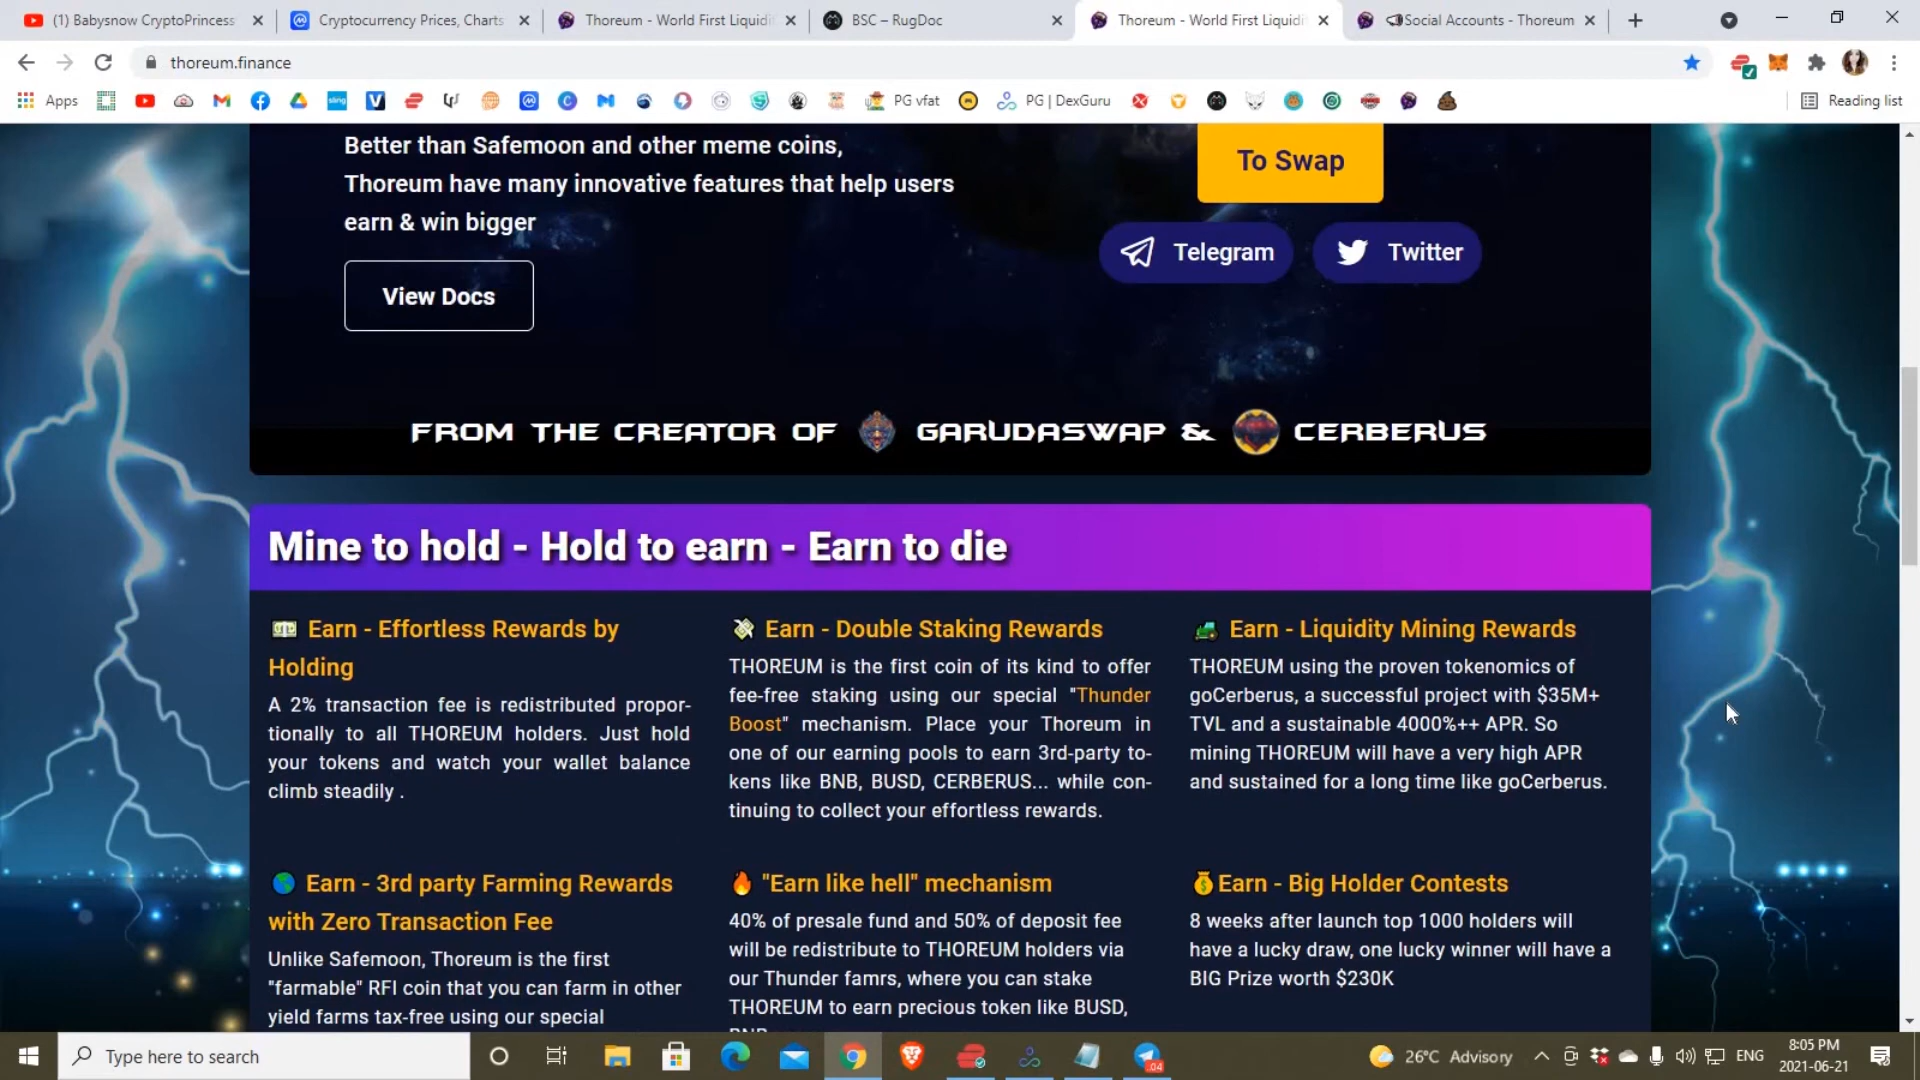 (1) Babysnow CryptoPrincess
Cryptocurrency Prices, Charts
Thoreum - World First Liquidi
BSC – RugDoc
Thoreum - World First Liquidi
Social Accounts - Thoreum
thoreum.finance
Apps
PG vfat
PG | DexGuru
Reading list
Better than Safemoon and other meme coins,
Thoreum have many innovative features that help users
earn & win bigger
View Docs
To Swap
Telegram
Twitter
FROM THE CREATOR OF GARUDASWAP & CERBERUS
Mine to hold - Hold to earn - Earn to die
Earn - Effortless Rewards by
Holding
A 2% transaction fee is redistributed propor-
tionally to all THOREUM holders. Just hold
your tokens and watch your wallet balance
climb steadily .
Earn - Double Staking Rewards
THOREUM is the first coin of its kind to offer
fee-free staking using our special "Thunder
Boost" mechanism. Place your Thoreum in
one of our earning pools to earn 3rd-party to-
kens like BNB, BUSD, CERBERUS... while con-
tinuing to collect your effortless rewards.
Earn - Liquidity Mining Rewards
THOREUM using the proven tokenomics of
goCerberus, a successful project with $35M+
TVL and a sustainable 4000%++ APR. So
mining THOREUM will have a very high APR
and sustained for a long time like goCerberus.
Earn - 3rd party Farming Rewards
with Zero Transaction Fee
Unlike Safemoon, Thoreum is the first
"farmable" RFI coin that you can farm in other
yield farms tax-free using our special
"Earn like hell" mechanism
40% of presale fund and 50% of deposit fee
will be redistribute to THOREUM holders via
our Thunder famrs, where you can stake
THOREUM to earn precious token like BUSD,
Earn - Big Holder Contests
8 weeks after launch top 1000 holders will
have a lucky draw, one lucky winner will have a
BIG Prize worth $230K
Type here to search
26°C Advisory
ENG
8:05 PM
2021-06-21